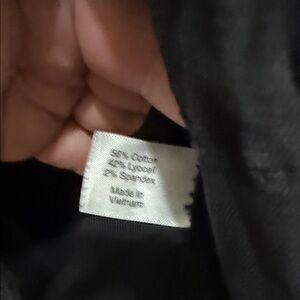 56% Cotton
42% Lyocell
2% Spandex
Made in
Vietnam